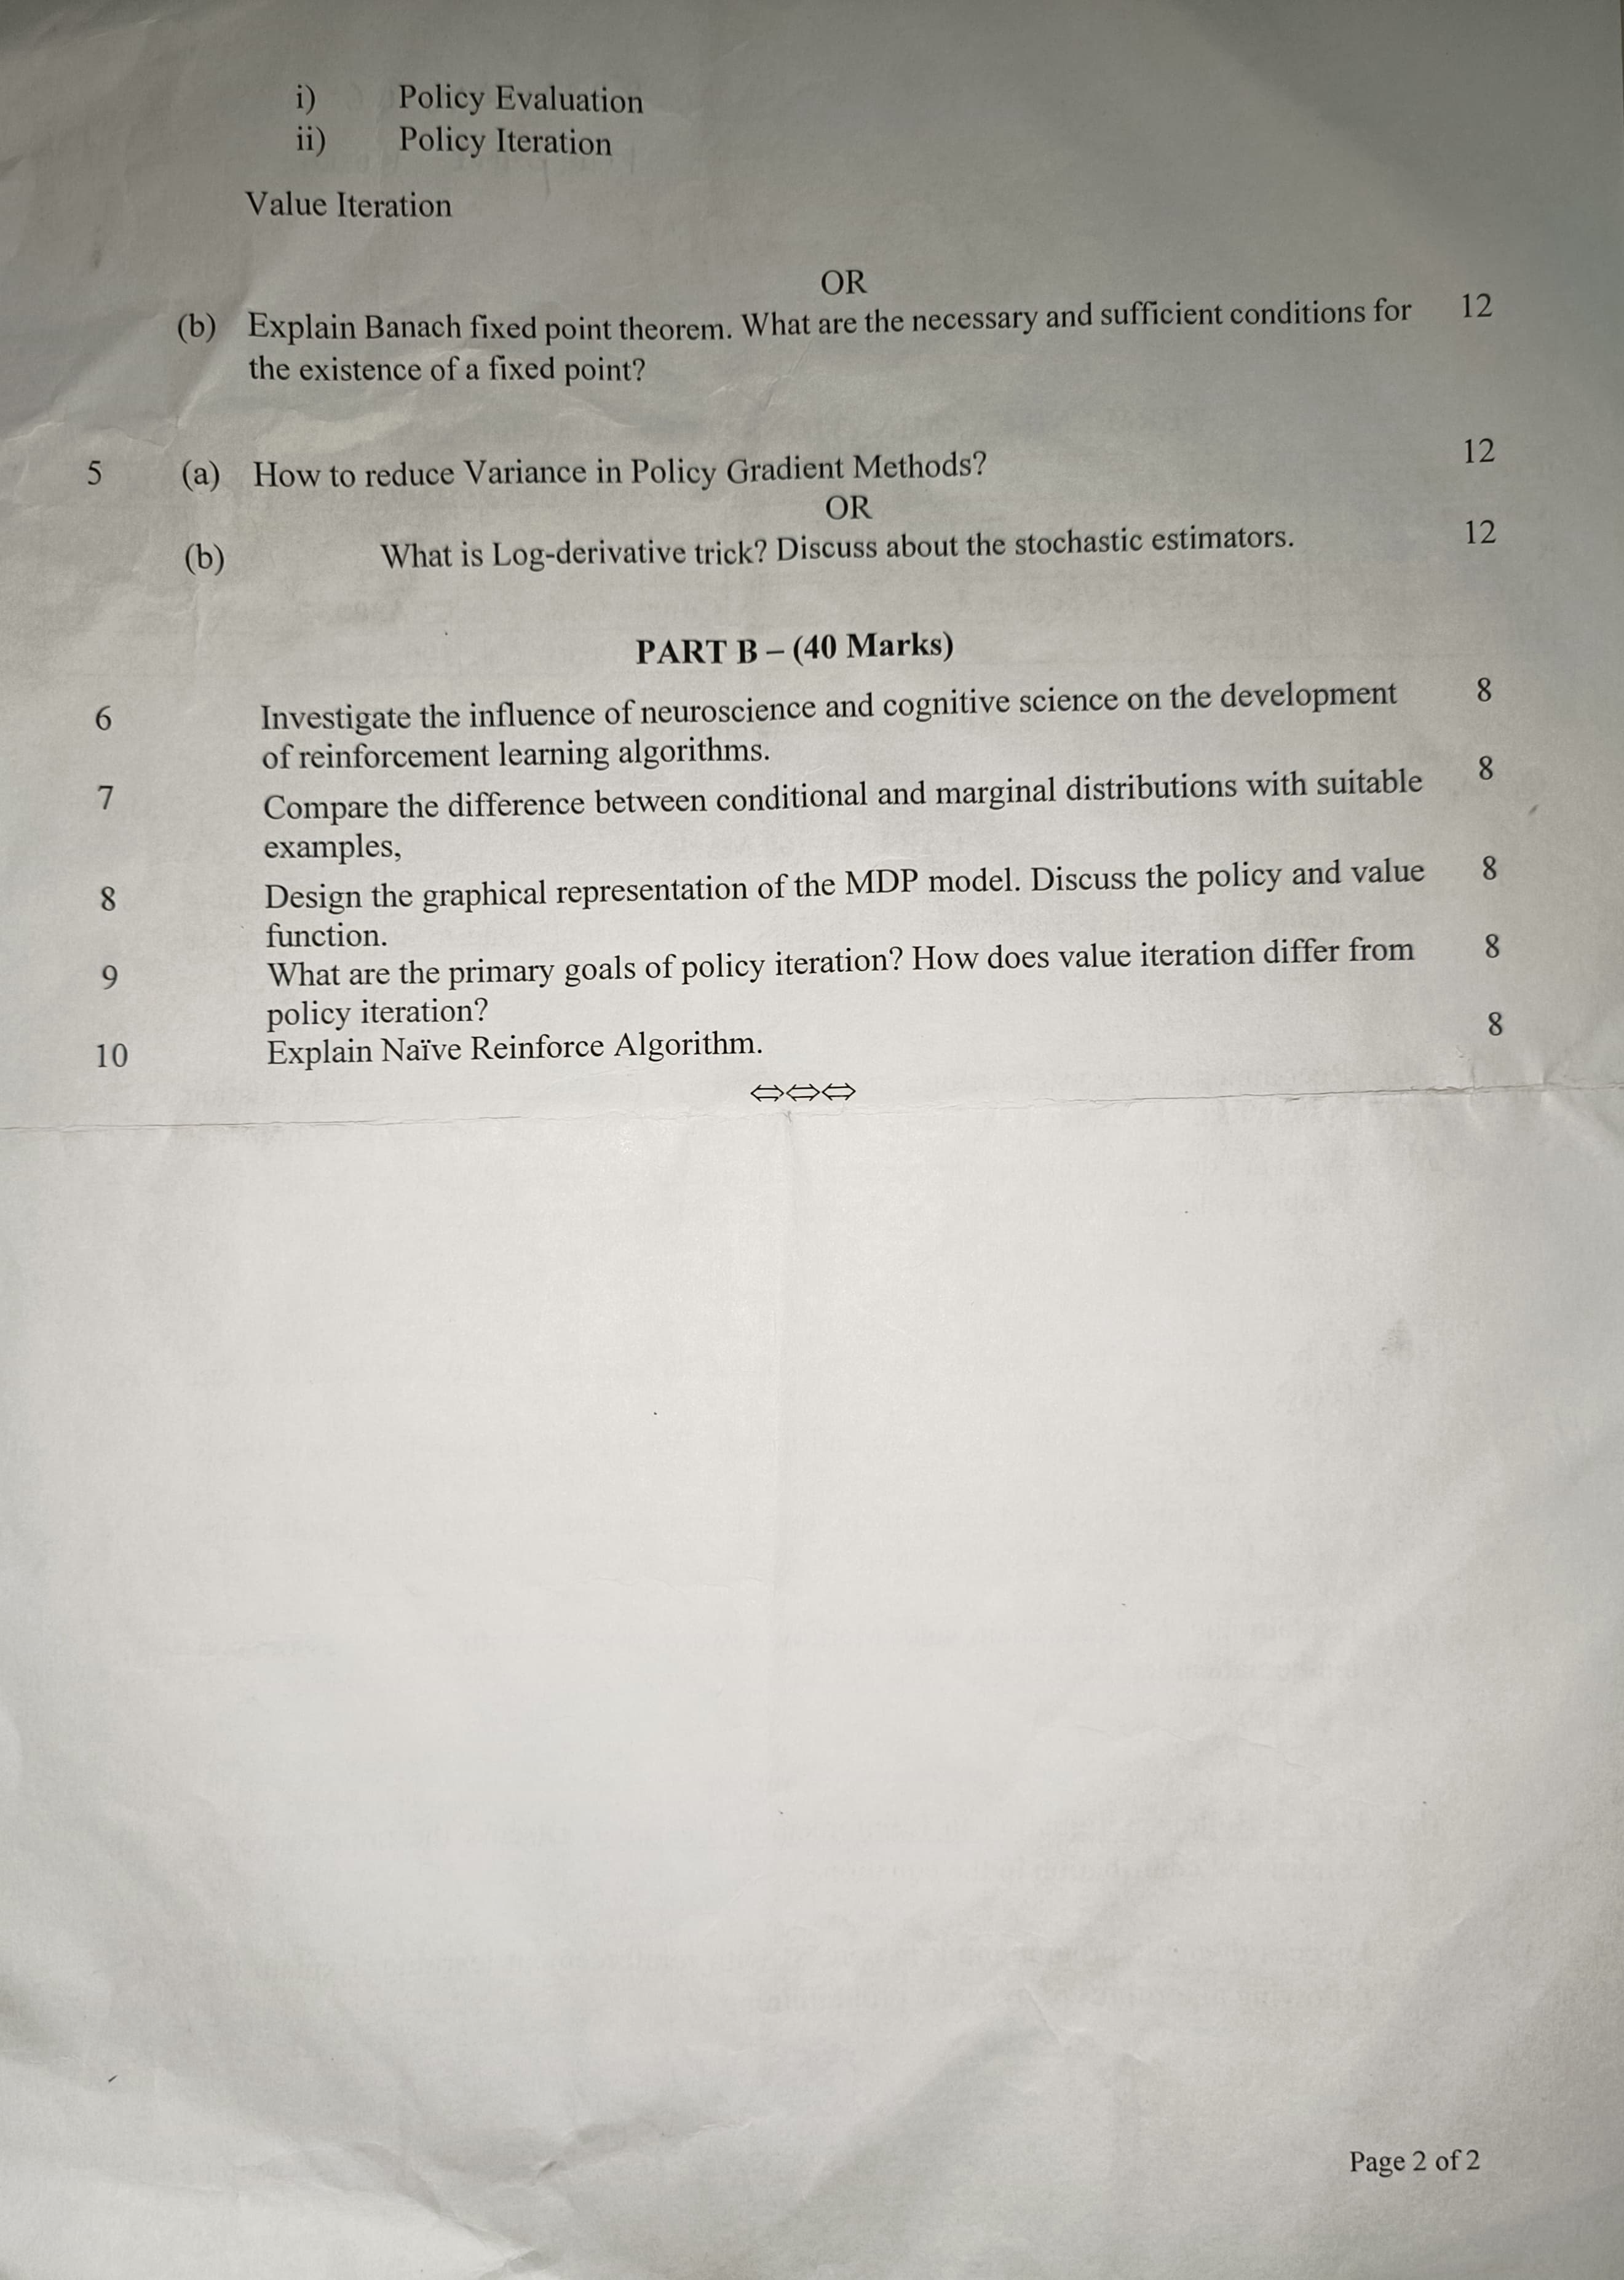 i) Policy Evaluation
ii) Policy Iteration
Value Iteration
OR
(b) Explain Banach fixed point theorem. What are the necessary and sufficient conditions for 12
the existence of a fixed point?
5 (a) How to reduce Variance in Policy Gradient Methods? 12
OR
(b) What is Log-derivative trick? Discuss about the stochastic estimators. 12
PART B – (40 Marks)
6 Investigate the influence of neuroscience and cognitive science on the development 8
of reinforcement learning algorithms.
7 Compare the difference between conditional and marginal distributions with suitable 8
examples,
8 Design the graphical representation of the MDP model. Discuss the policy and value 8
function.
9 What are the primary goals of policy iteration? How does value iteration differ from 8
policy iteration?
10 Explain Naïve Reinforce Algorithm. 8
⇔⇔⇔
Page 2 of 2